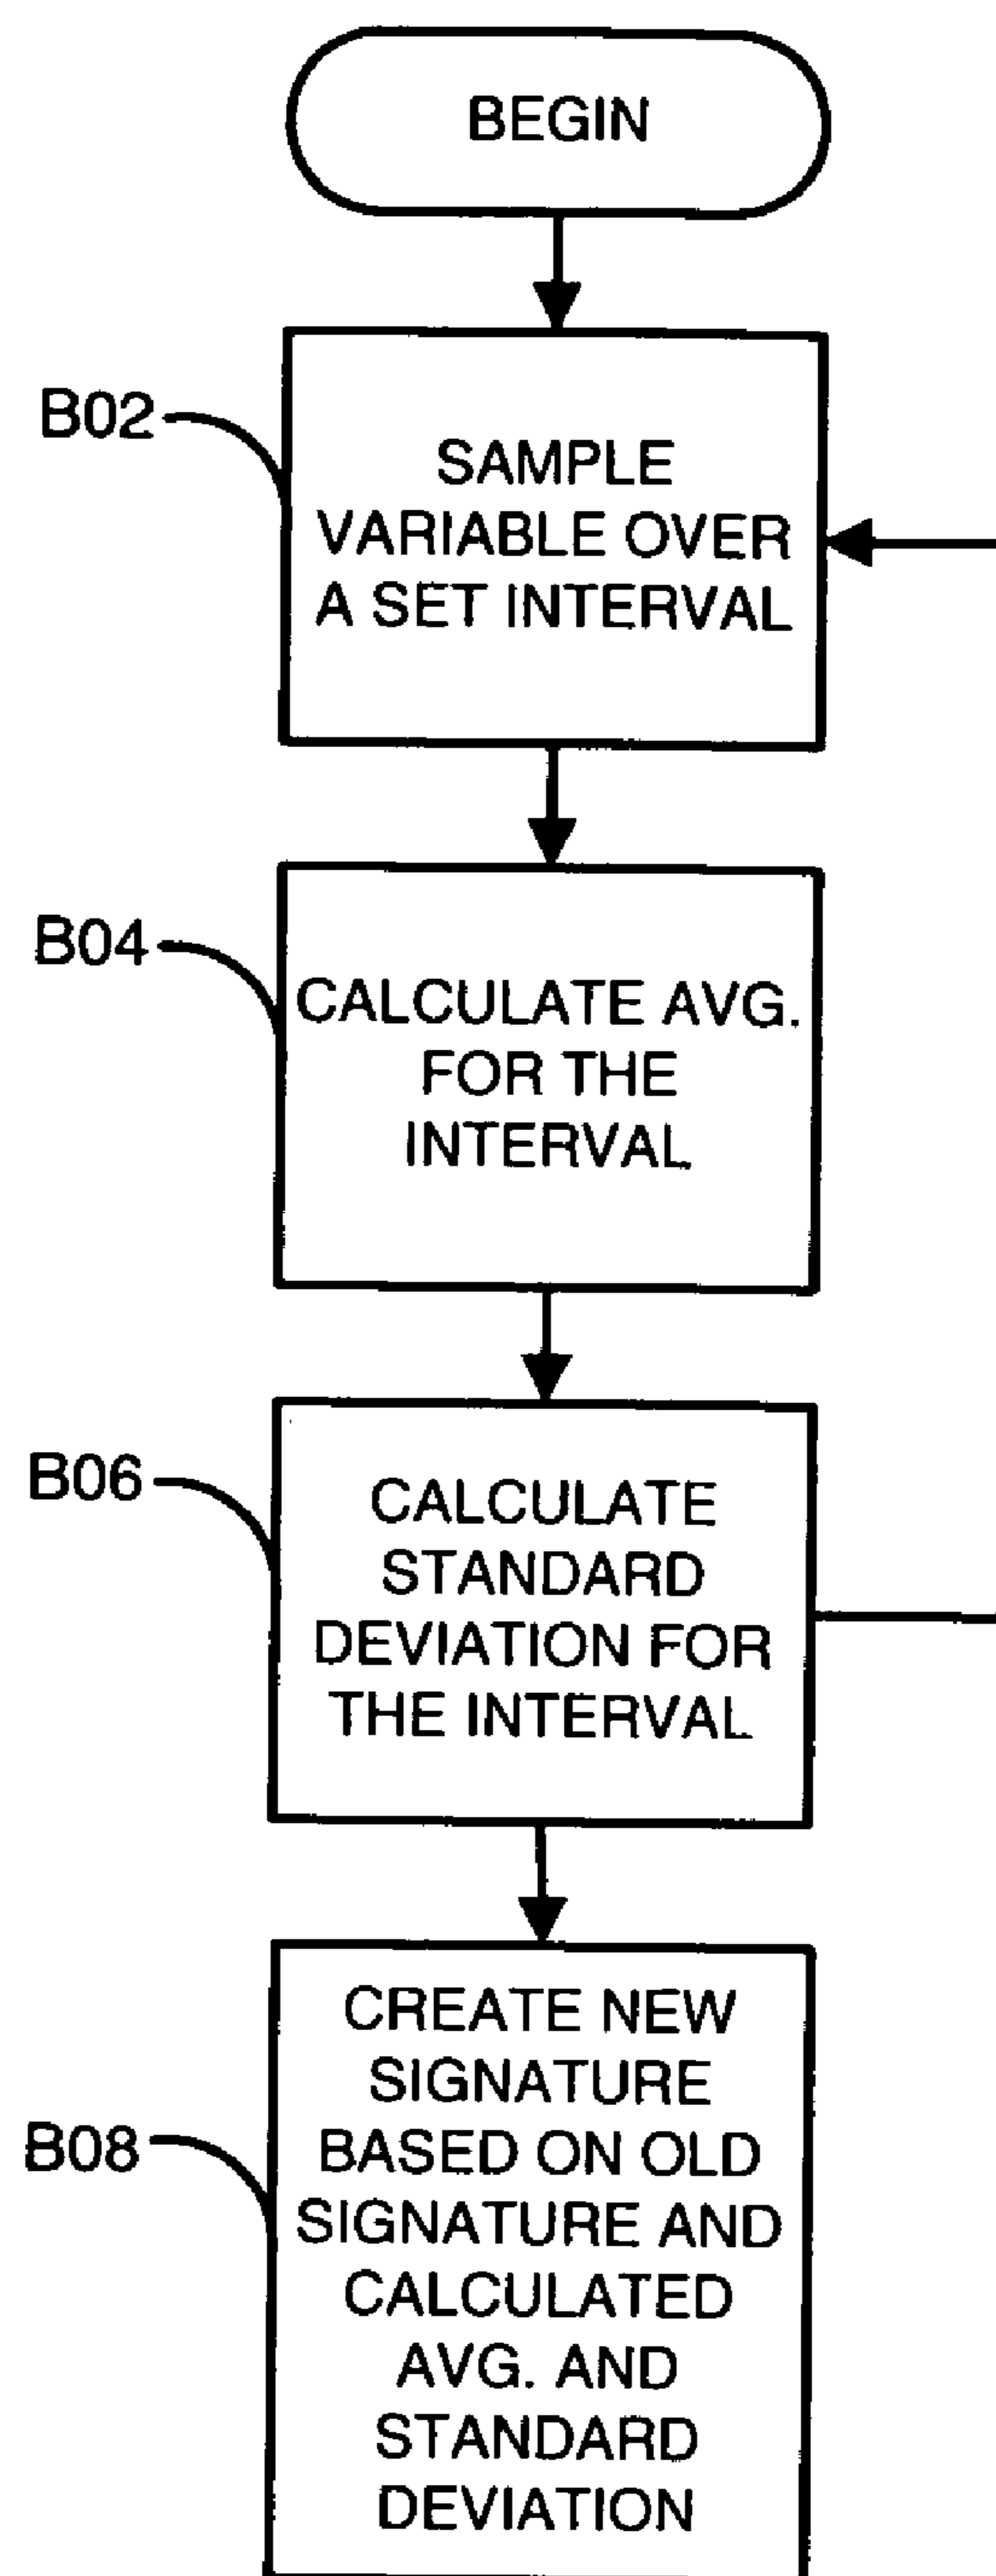 BEGIN
B02
SAMPLE
VARIABLE OVER
A SET INTERVAL
B04
CALCULATE AVG.
FOR THE
INTERVAL
B06
CALCULATE
STANDARD
DEVIATION FOR
THE INTERVAL
B08
CREATE NEW
SIGNATURE
BASED ON OLD
SIGNATURE AND
CALCULATED
AVG. AND
STANDARD
DEVIATION